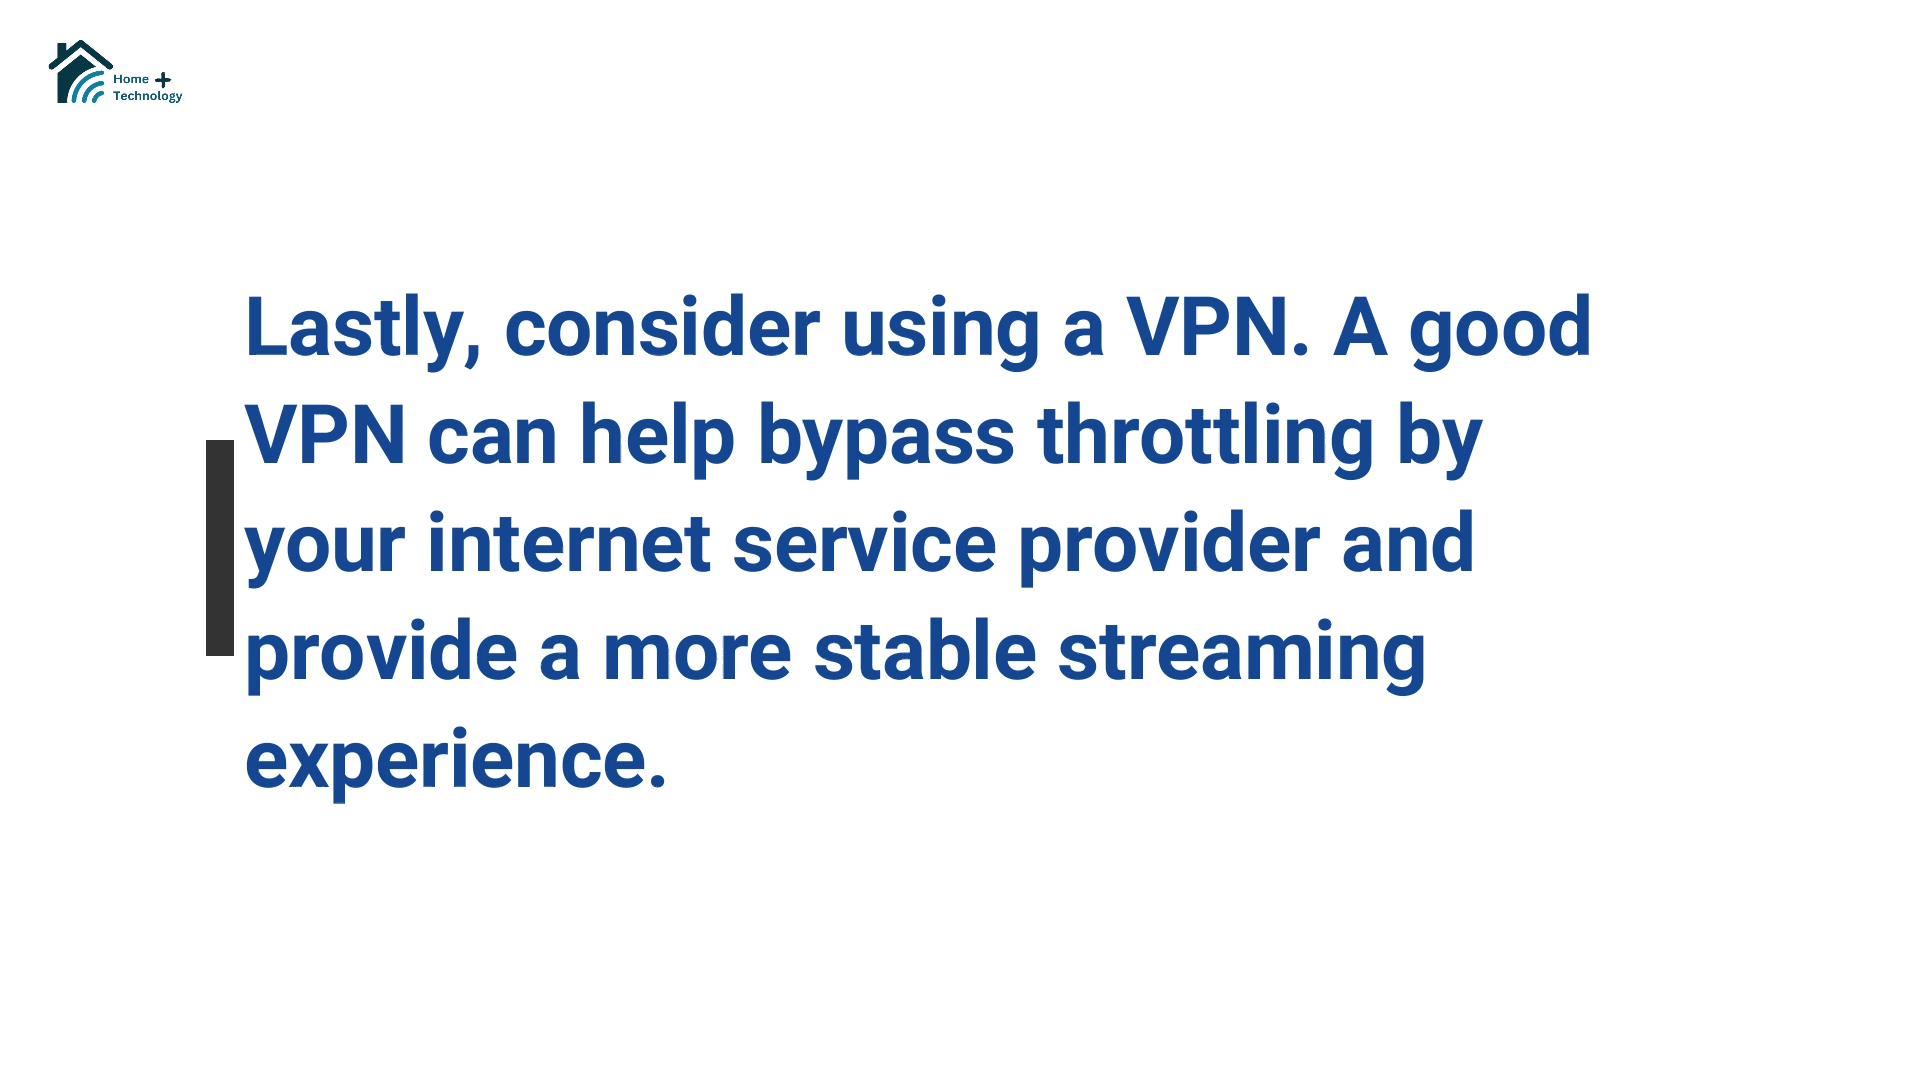 Home +
Technology
Lastly, consider using a VPN. A good
VPN can help bypass throttling by
your internet service provider and
provide a more stable streaming
experience.